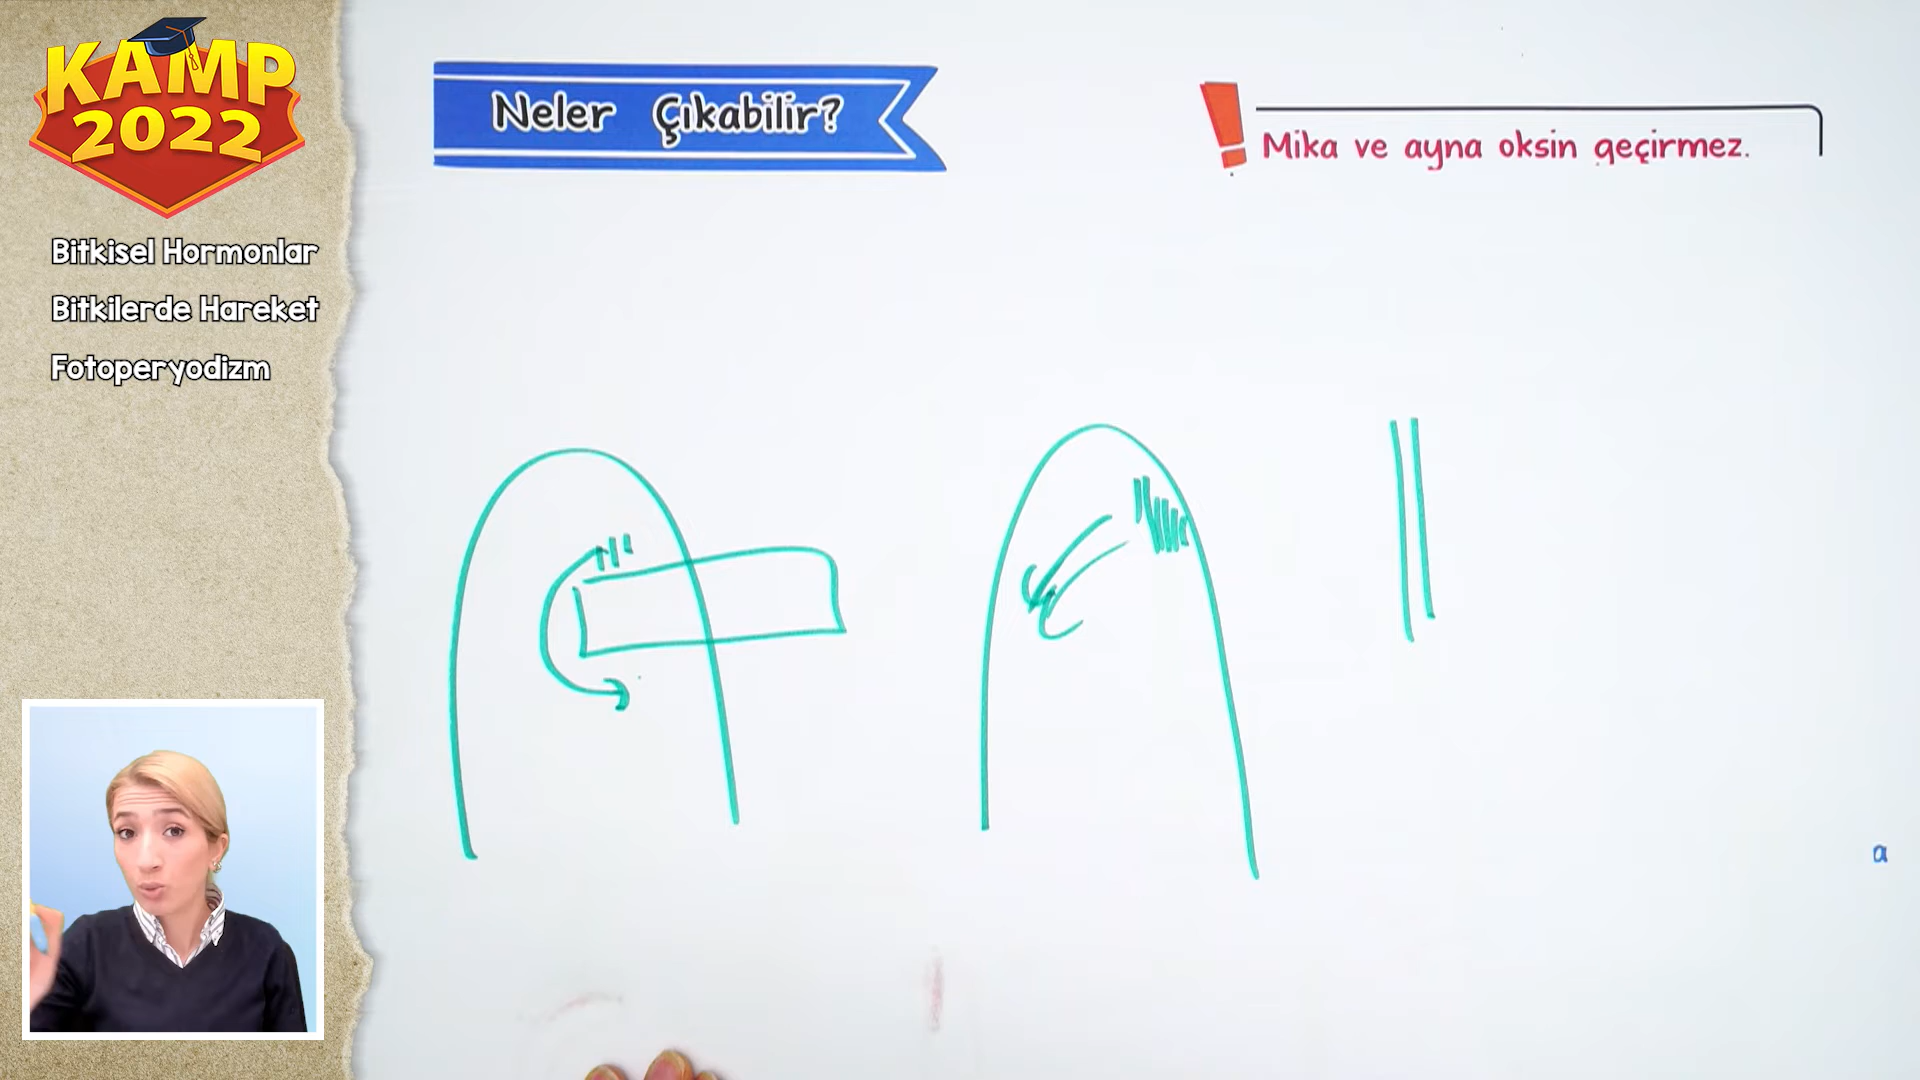 KAMP
2022
Bitkisel Hormonlar
Bitkilerde Hareket
Fotoperyodizm
Neler Çıkabilir?
Mika ve ayna oksin geçirmez.
a